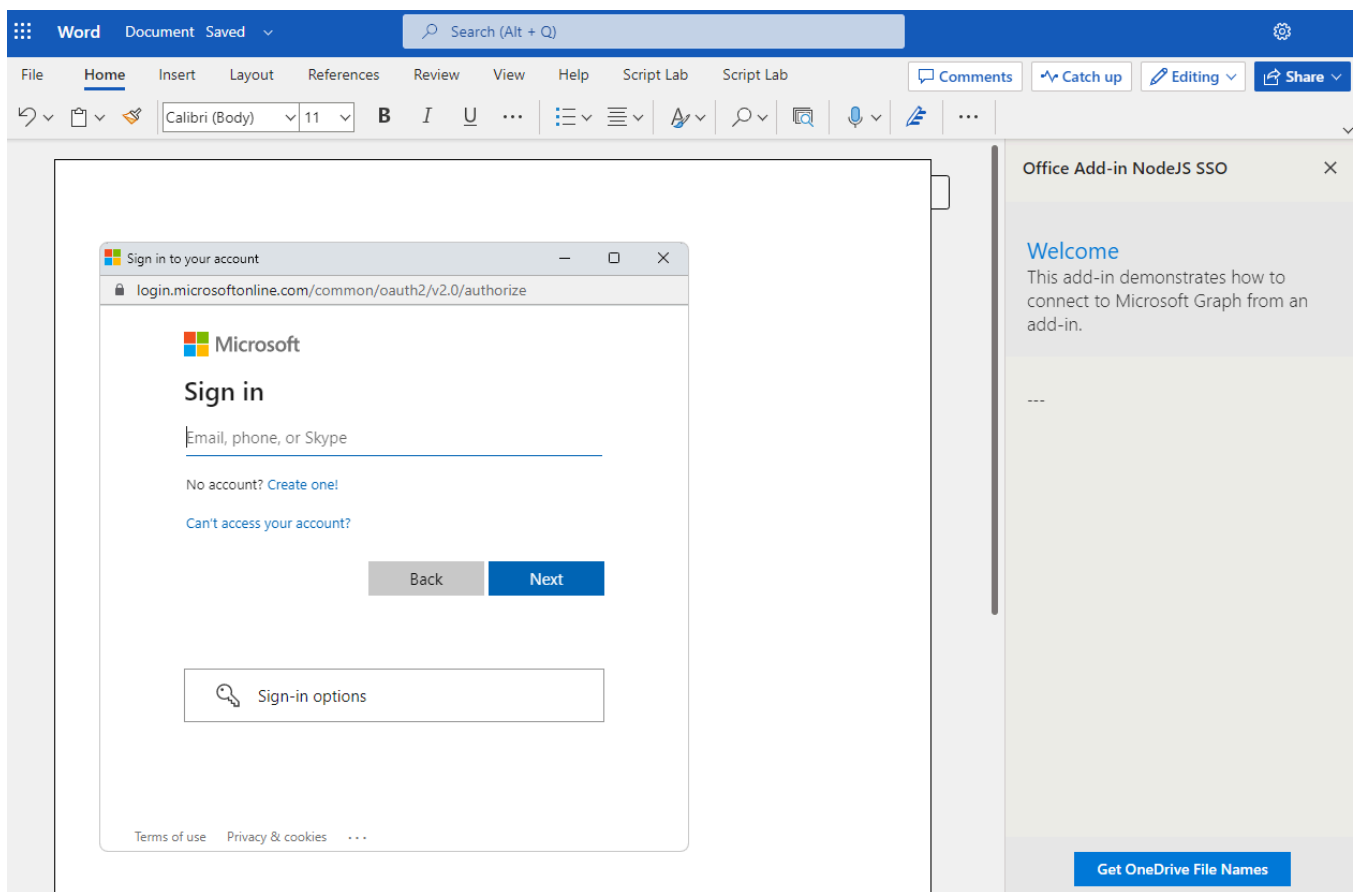 Word Document Saved Search (Alt + Q)
File Home Insert Layout References Review View Help Script Lab Script Lab Comments Catch up Editing Share
Calibri (Body) 11 B I U ...
Office Add-in NodeJS SSO
Welcome
This add-in demonstrates how to
connect to Microsoft Graph from an
add-in.
---
Get OneDrive File Names
Sign in to your account
login.microsoftonline.com/common/oauth2/v2.0/authorize
Microsoft
Sign in
Email, phone, or Skype
No account? Create one!
Can't access your account?
Back Next
Sign-in options
Terms of use Privacy & cookies ...